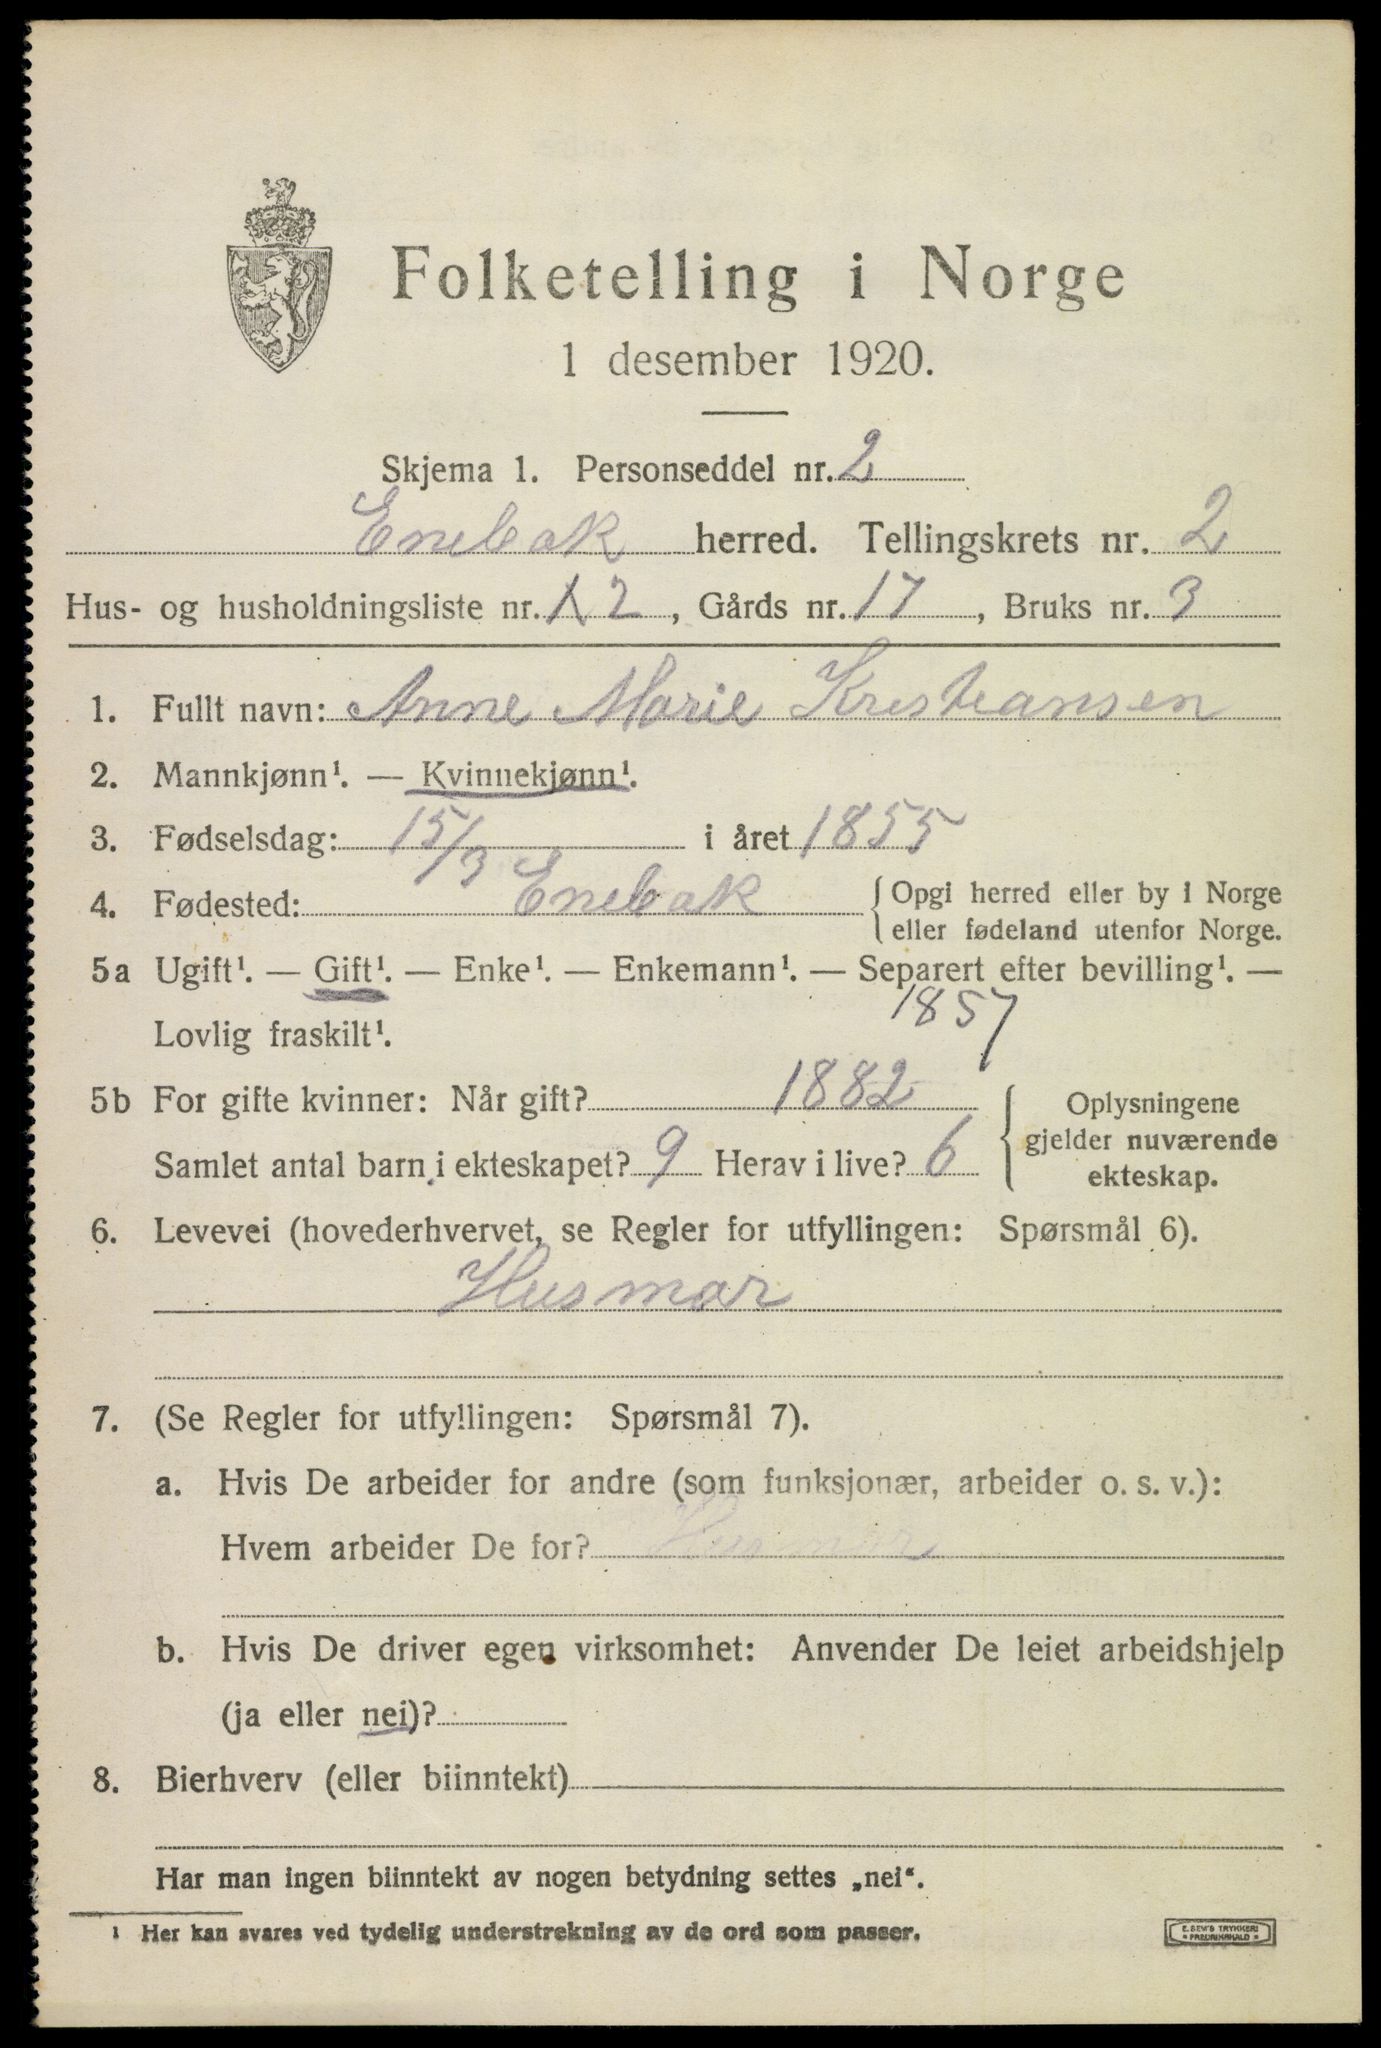 Folketelling i Norge
1 desember 1920.
Skjema 1. Personseddel nr. 2
Enebak herred. Tellingskrets nr. 2
Hus- og husholdningsliste nr. 12, Gårds nr. 17, Bruks nr. 3
1. Fullt navn: Anne Marie Kristiansen
2. Mannkjønn¹. — Kvinnekjønn¹.
3. Fødselsdag: 15/3 i året 1855
4. Fødested: Enebak {Opgi herred eller by i Norge
eller fødeland utenfor Norge.
5a Ugift¹. — Gift¹. — Enke¹. — Enkemann¹. — Separert efter bevilling¹. —
Lovlig fraskilt¹. 1857
5b For gifte kvinner: Når gift? 1882
Samlet antal barn i ekteskapet? 9 Herav i live? 6
{Oplysningene
gjelder nuværende
ekteskap.
6. Levevei (hovederhvervet, se Regler for utfyllingen: Spørsmål 6).
Husmor
7. (Se Regler for utfyllingen: Spørsmål 7).
a. Hvis De arbeider for andre (som funksjonær, arbeider o. s. v.):
Hvem arbeider De for? Husmor
b. Hvis De driver egen virksomhet: Anvender De leiet arbeidshjelp
(ja eller nei)?
8. Bierhverv (eller biinntekt)
Har man ingen biinntekt av nogen betydning settes „nei“.
¹ Her kan svares ved tydelig understrekning av de ord som passer.
E. SEM'S TRYKKERI
* FREDRIKSHALD *